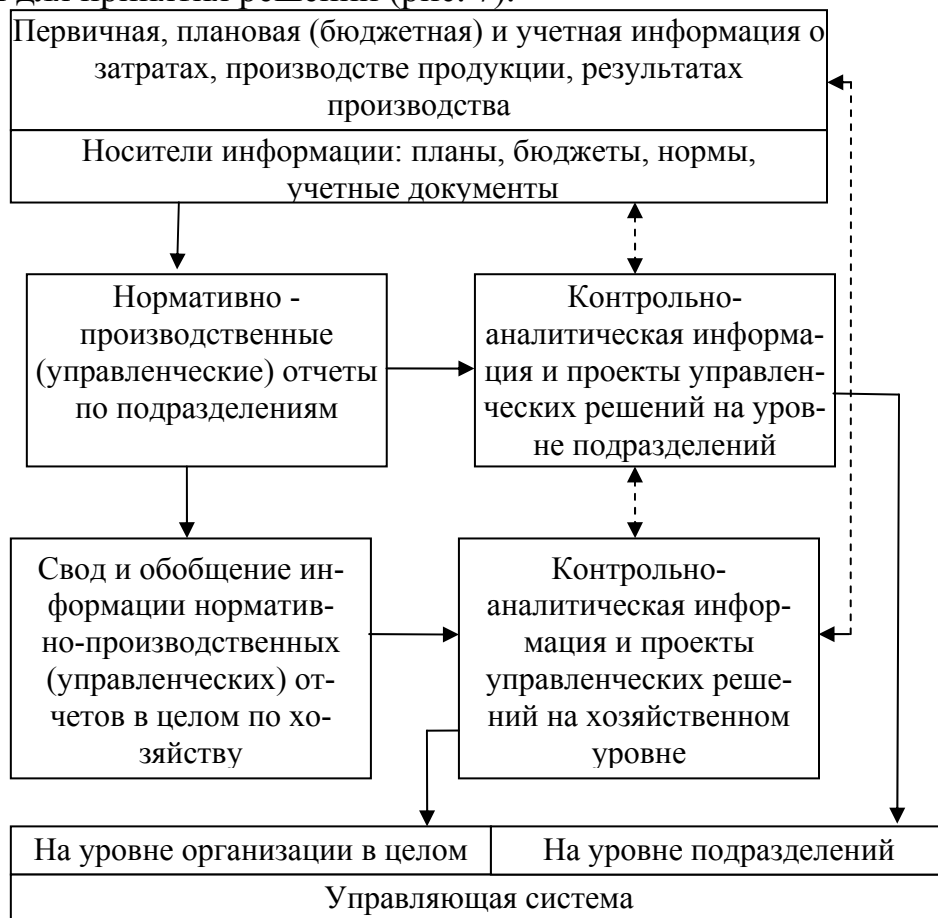 для принятия решений (рис. 7).
Первичная, плановая (бюджетная) и учетная информация о
затратах, производстве продукции, результатах
производства
Носители информации: планы, бюджеты, нормы,
учетные документы
Нормативно -
производственные
(управленческие) отчеты
по подразделениям
Контрольно-
аналитическая информа-
ция и проекты управлен-
ческих решений на уров-
не подразделений
Свод и обобщение ин-
формации норматив-
но-производственных
(управленческих) от-
четов в целом по хо-
зяйству
Контрольно-
аналитическая инфор-
мация и проекты
управленческих реше-
ний на хозяйственном
уровне
На уровне организации в целом
На уровне подразделений
Управляющая система